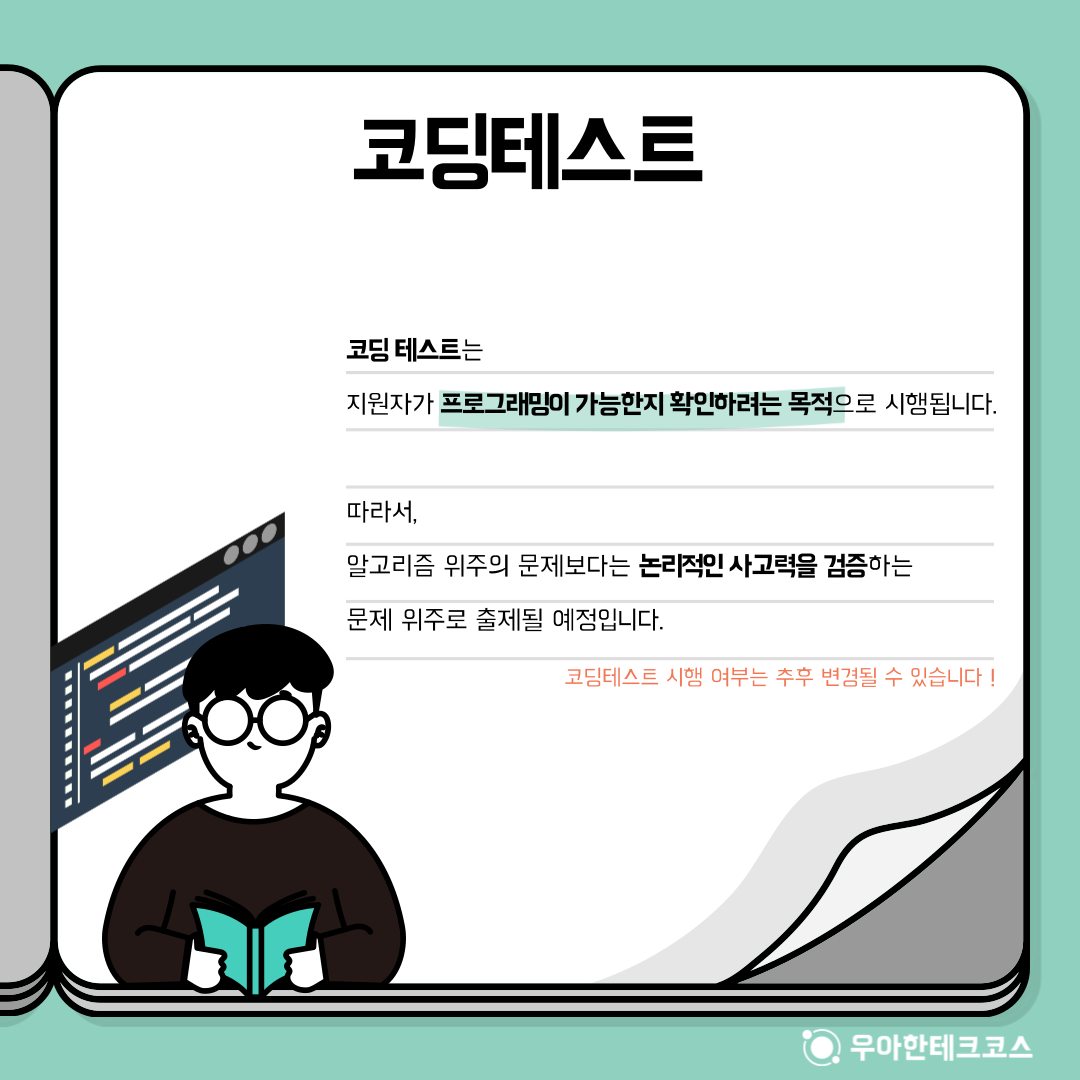 코딩테스트
코딩 테스트는
지원자가 프로그래밍이 가능한지 확인하려는 목적으로 시행됩니다.
따라서,
알고리즘 위주의 문제보다는 논리적인 사고력을 검증하는
문제 위주로 출제될 예정입니다.
코딩테스트 시행 여부는 추후 변경될 수 있습니다 !
우아한테크코스